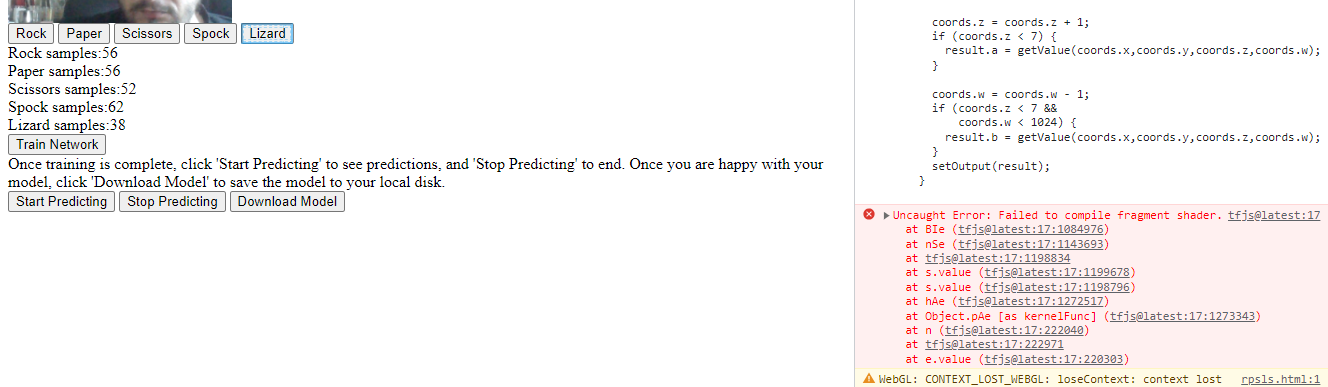 Rock Paper Scissors Spock Lizard
Rock samples:56
Paper samples:56
Scissors samples:52
Spock samples:62
Lizard samples:38
Train Network
Once training is complete, click 'Start Predicting' to see predictions, and 'Stop Predicting' to end. Once you are happy with your
model, click 'Download Model' to save the model to your local disk.
Start Predicting Stop Predicting Download Model
coords.z = coords.z + 1;
if (coords.z < 7) {
result.a = getValue(coords.x,coords.y,coords.z,coords.w);
}
coords.w = coords.w - 1;
if (coords.z < 7 &&
coords.w < 1024) {
result.b = getValue(coords.x,coords.y,coords.z,coords.w);
}
setOutput(result);
}
Uncaught Error: Failed to compile fragment shader. tfjs@latest:17
at BIe (tfjs@latest:17:1084976)
at nSe (tfjs@latest:17:1143693)
at tfjs@latest:17:1198834
at s.value (tfjs@latest:17:1199678)
at s.value (tfjs@latest:17:1198796)
at hAe (tfjs@latest:17:1272517)
at Object.pAe [as kernelFunc] (tfjs@latest:17:1273343)
at n (tfjs@latest:17:222040)
at tfjs@latest:17:222971
at e.value (tfjs@latest:17:220303)
WebGL: CONTEXT_LOST_WEBGL: loseContext: context lost rpsls.html:1